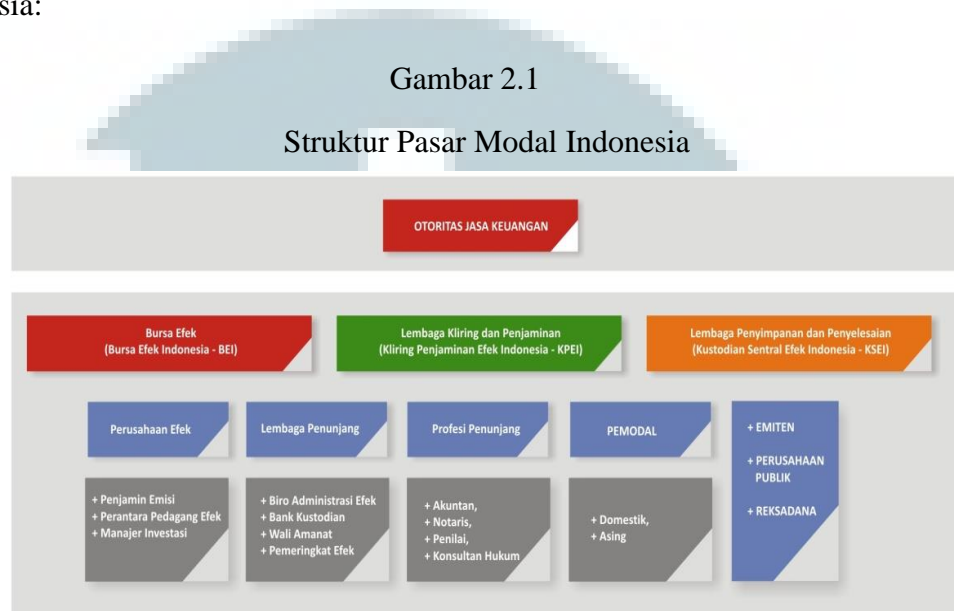 sia:
Gambar 2.1
Struktur Pasar Modal Indonesia
OTORITAS JASA KEUANGAN
Bursa Efek
(Bursa Efek Indonesia - BEI)
Lembaga Kliring dan Penjaminan
(Kliring Penjaminan Efek Indonesia - KPEI)
Lembaga Penyimpanan dan Penyelesaian
(Kustodian Sentral Efek Indonesia - KSEI)
Perusahaan Efek
+ Penjamin Emisi
+ Perantara Pedagang Efek
+ Manajer Investasi
Lembaga Penunjang
+ Biro Administrasi Efek
+ Bank Kustodian
+ Wali Amanat
+ Pemeringkat Efek
Profesi Penunjang
+ Akuntan,
+ Notaris,
+ Penilai,
+ Konsultan Hukum
PEMODAL
+ Domestik,
+ Asing
+ EMITEN
+ PERUSAHAAN
PUBLIK
+ REKSADANA